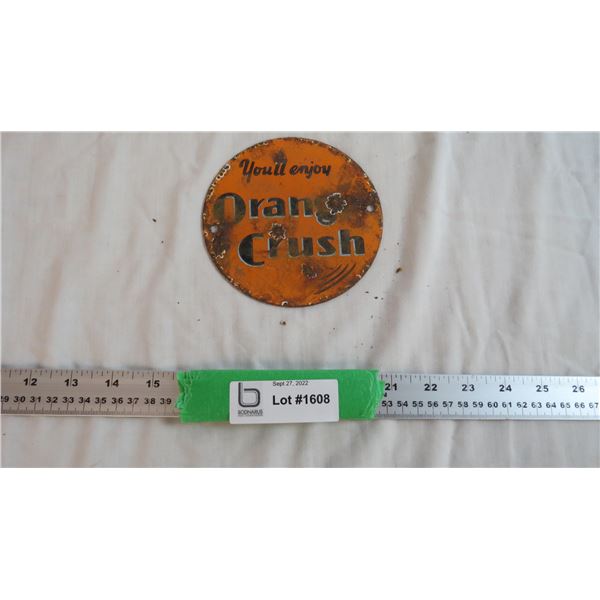 You'll enjoy
Orange
Crush
12 13 14 15 21 22 23 24 25 26
29 30 31 32 33 34 35 36 37 38 39 53 54 55 56 57 58 59 60 61 62 63 64 65 66 67
Sept 27, 2022
Lot #1608
b
BODNARUS